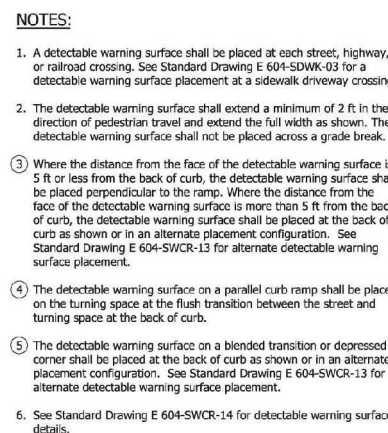 NOTES:
1. A detectable warning surface shall be placed at each street, highway,
or railroad crossing. See Standard Drawing E 604-SDWK-03 for a
detectable warning surface placement at a sidewalk driveway crossin
2. The detectable warning surface shall extend a minimum of 2 ft in the
direction of pedestrian travel and extend the full width as shown. The
detectable warning surface shall not be placed across a grade break.
3 Where the distance from the face of the detectable warning surface i
5 ft or less from the back of curb, the detectable warning surface sha
be placed perpendicular to the ramp. Where the distance from the
face of the detectable warning surface is more than 5 ft from the bac
of curb, the detectable warning surface shall be placed at the back of
curb as shown or in an alternate placement configuration. See
Standard Drawing E 604-SWCR-13 for alternate detectable warning
surface placement.
4 The detectable warning surface on a parallel curb ramp shall be place
on the turning space at the flush transition between the street and
turning space at the back of curb.
5 The detectable warning surface on a blended transition or depressed
corner shall be placed at the back of curb as shown or in an alternate
placement configuration. See Standard Drawing E 604-SWCR-13 for
alternate detectable warning surface placement.
6. See Standard Drawing E 604-SWCR-14 for detectable warning surfac
details.